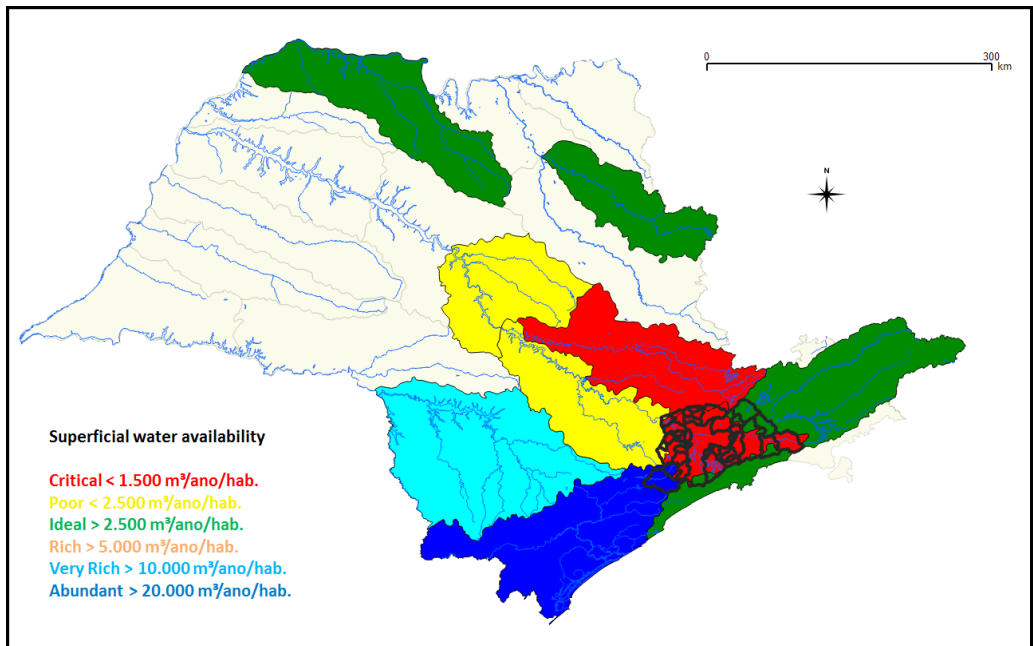 0 300
km
N
Superficial water availability
Critical < 1.500 m³/ano/hab.
Poor < 2.500 m³/ano/hab.
Ideal > 2.500 m³/ano/hab.
Rich > 5.000 m³/ano/hab.
Very Rich > 10.000 m³/ano/hab.
Abundant > 20.000 m³/ano/hab.